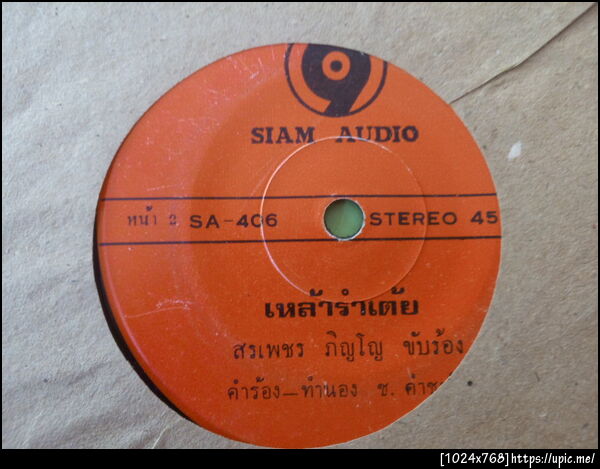 SIAM AUDIO
หน้า 2 SA-406 STEREO 45
เหล้ารำเต้ย
สรเพชร ภิญโญ ขับร้อง
คำร้อง—ทำนอง ช.
[1024x768]https://upic.me/